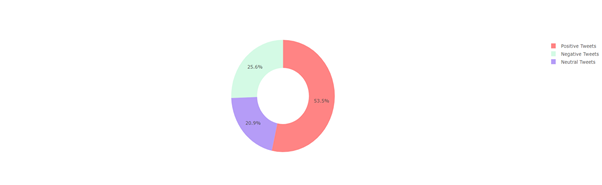 Positive Tweets
Negative Tweets
Neutral Tweets
25.6%
53.5%
20.9%